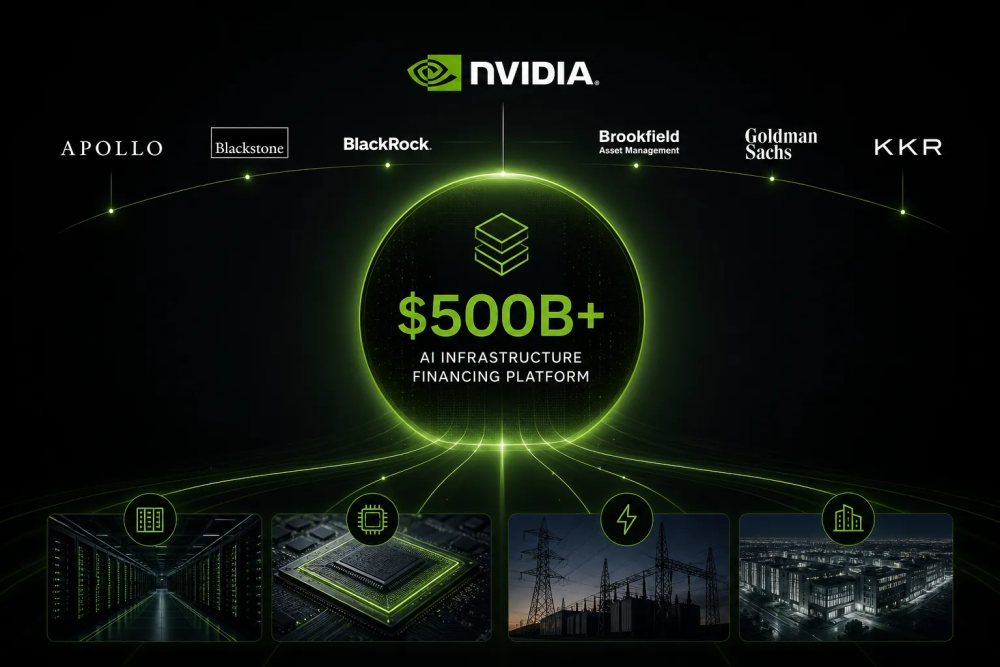 NVIDIA
APOLLO
Blackstone
BlackRock.
Brookfield
Asset Management
Goldman
Sachs
KKR
$500B+
AI INFRASTRUCTURE
FINANCING PLATFORM